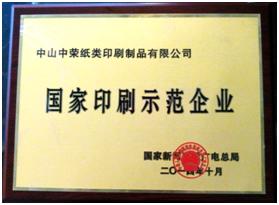 中山中荣纸类印刷制品有限公司
国家印刷示范企业
国家新 广电总局
二〇一四年十月